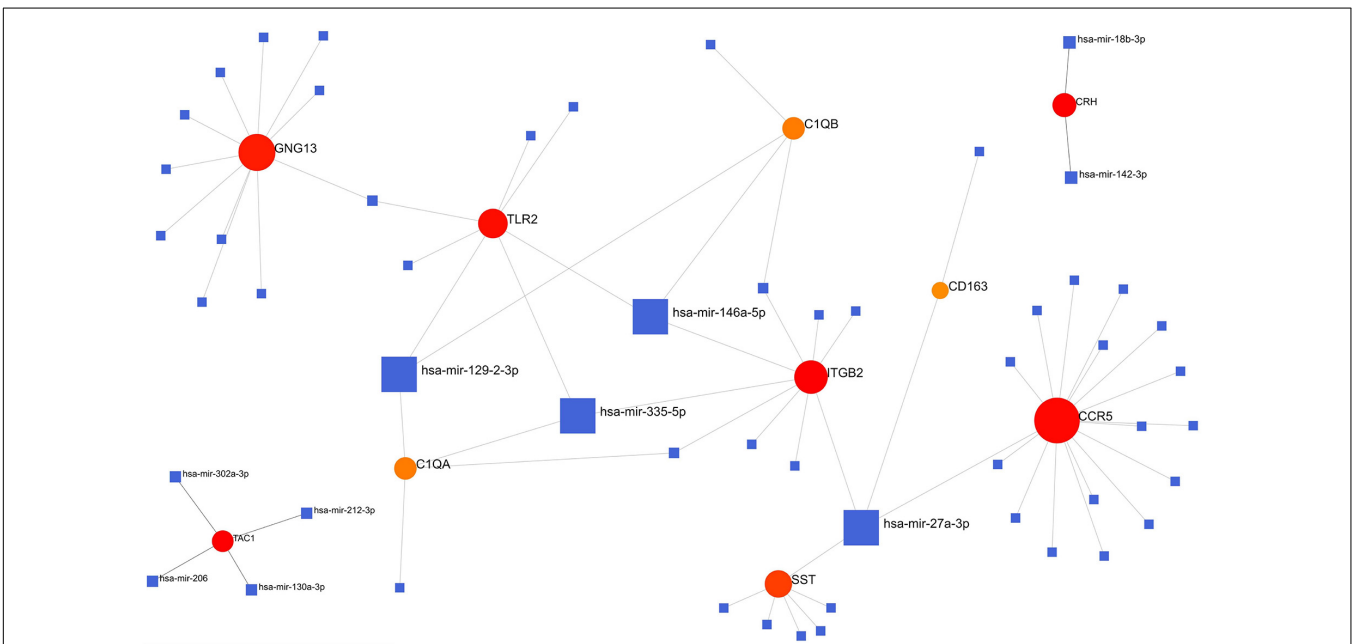 hsa-mir-18b-3p
CRH
hsa-mir-142-3p
C1QB
GNG13
TLR2
CD163
hsa-mir-146a-5p
hsa-mir-129-2-3p
ITGB2
hsa-mir-335-5p
CCR5
C1QA
hsa-mir-302a-3p
hsa-mir-212-3p
TAC1
hsa-mir-206
hsa-mir-130a-3p
hsa-mir-27a-3p
SST